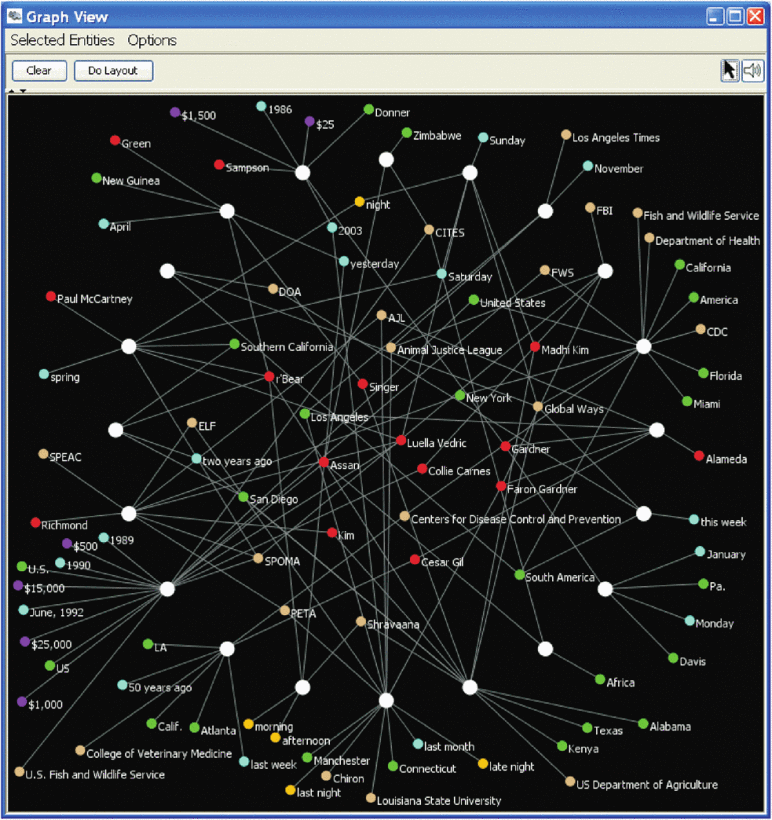 Graph View
Selected Entities Options
Clear Do Layout
$1,500
1986
$25
Donner
Zimbabwe
Sunday
Los Angeles Times
Green
Sampson
November
New Guinea
night
FBI
Fish and Wildlife Service
April
2003
CITES
Department of Health
yesterday
Saturday
FWS
California
DOA
Paul McCartney
United States
America
AJL
CDC
Southern California
Animal Justice League
Madhi Kim
spring
r'Bear
Singer
Florida
New York
Miami
Global Ways
Los Angeles
ELF
Luella Vedric
Gardner
SPEAC
two years ago
Assan
Collie Carnes
Alameda
San Diego
Faron Gardner
Richmond
Centers for Disease Control and Prevention
this week
$500
1989
Kim
U.S.
1990
SPOMA
Cesar Gil
January
$15,000
South America
Pa.
June, 1992
PETA
Shravaana
Monday
$25,000
LA
US
Davis
50 years ago
Africa
$1,000
Calif.
Atlanta
morning
Texas
Alabama
afternoon
last month
Kenya
College of Veterinary Medicine
last week
Manchester
Connecticut
late night
U.S. Fish and Wildlife Service
Chiron
US Department of Agriculture
last night
Louisiana State University